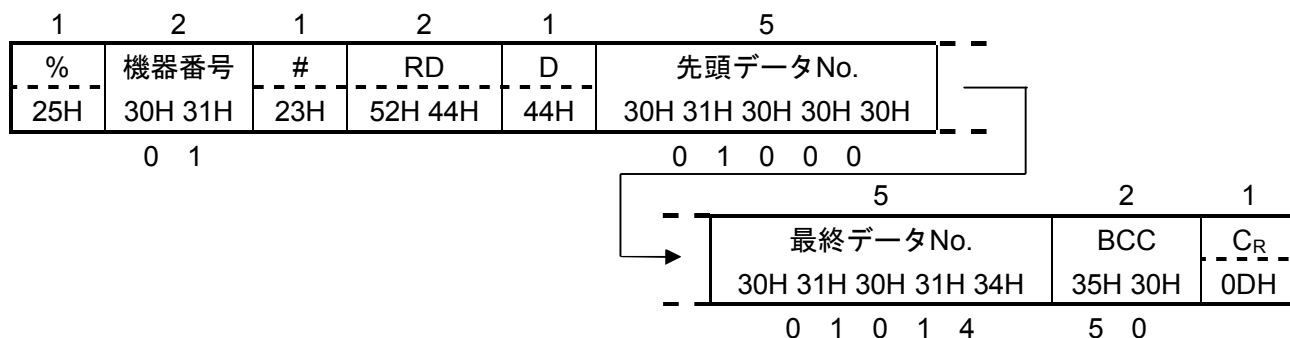 1 2 1 2 1 5
% 機器番号 # RD D 先頭データNo.
25H 30H 31H 23H 52H 44H 44H 30H 31H 30H 30H 30H
0 1 0 1 0 0 0
5 2 1
最終データNo. BCC CR
30H 31H 30H 31H 34H 35H 30H 0DH
0 1 0 1 4 5 0